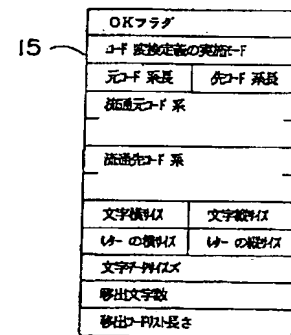 OKフラグ
15
コード 変換定義の実施モード
元コード 系長 先コード 系長
流通元コード 系
流通先コード 系
文字横サイズ 文字縦サイズ
レター の横サイズ レター の縦サイズ
文字データサイズ
移出文字数
移出コードリスト長さ